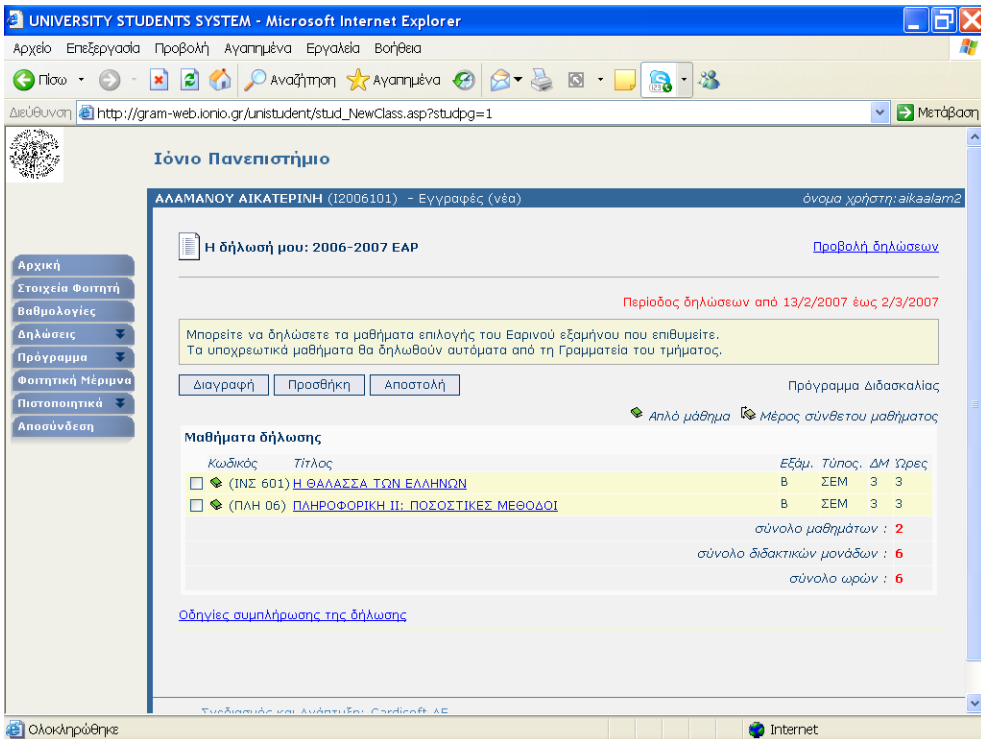 UNIVERSITY STUDENTS SYSTEM - Microsoft Internet Explorer
Αρχείο Επεξεργασία Προβολή Αγαπημένα Εργαλεία Βοήθεια
Πίσω Αναζήτηση Αγαπημένα
Διεύθυνση http://gram-web.ionio.gr/unistudent/stud_NewClass.asp?studpg=1 Μετάβαση
Ιόνιο Πανεπιστήμιο
ΑΛΑΜΑΝΟΥ ΑΙΚΑΤΕΡΙΝΗ (Ι2006101) - Εγγραφές (νέα) όνομα χρήστη:aikaalam2
Η δήλωσή μου: 2006-2007 ΕΑΡ Προβολή δηλώσεων
Αρχική
Στοιχεία Φοιτητή
Βαθμολογίες
Δηλώσεις
Πρόγραμμα
Φοιτητική Μέριμνα
Πιστοποιητικά
Αποσύνδεση
Περίοδος δηλώσεων από 13/2/2007 έως 2/3/2007
Μπορείτε να δηλώσετε τα μαθήματα επιλογής του Εαρινού εξαμήνου που επιθυμείτε.
Τα υποχρεωτικά μαθήματα θα δηλωθούν αυτόματα από τη Γραμματεία του τμήματος.
Διαγραφή Προσθήκη Αποστολή Πρόγραμμα Διδασκαλίας
Απλό μάθημα Μέρος σύνθετου μαθήματος
Μαθήματα δήλωσης
Κωδικός Τίτλος Εξάμ. Τύπος. ΔΜ Ώρες
(ΙΝΣ 601) Η ΘΑΛΑΣΣΑ ΤΩΝ ΕΛΛΗΝΩΝ Β ΣΕΜ 3 3
(ΠΛΗ 06) ΠΛΗΡΟΦΟΡΙΚΗ ΙΙ: ΠΟΣΟΣΤΙΚΕΣ ΜΕΘΟΔΟΙ Β ΣΕΜ 3 3
σύνολο μαθημάτων : 2
σύνολο διδακτικών μονάδων : 6
σύνολο ωρών : 6
Οδηγίες συμπλήρωσης της δήλωσης
Σχεδιασμός και Ανάπτυξη: Cardisoft ΑΕ
Ολοκληρώθηκε Internet